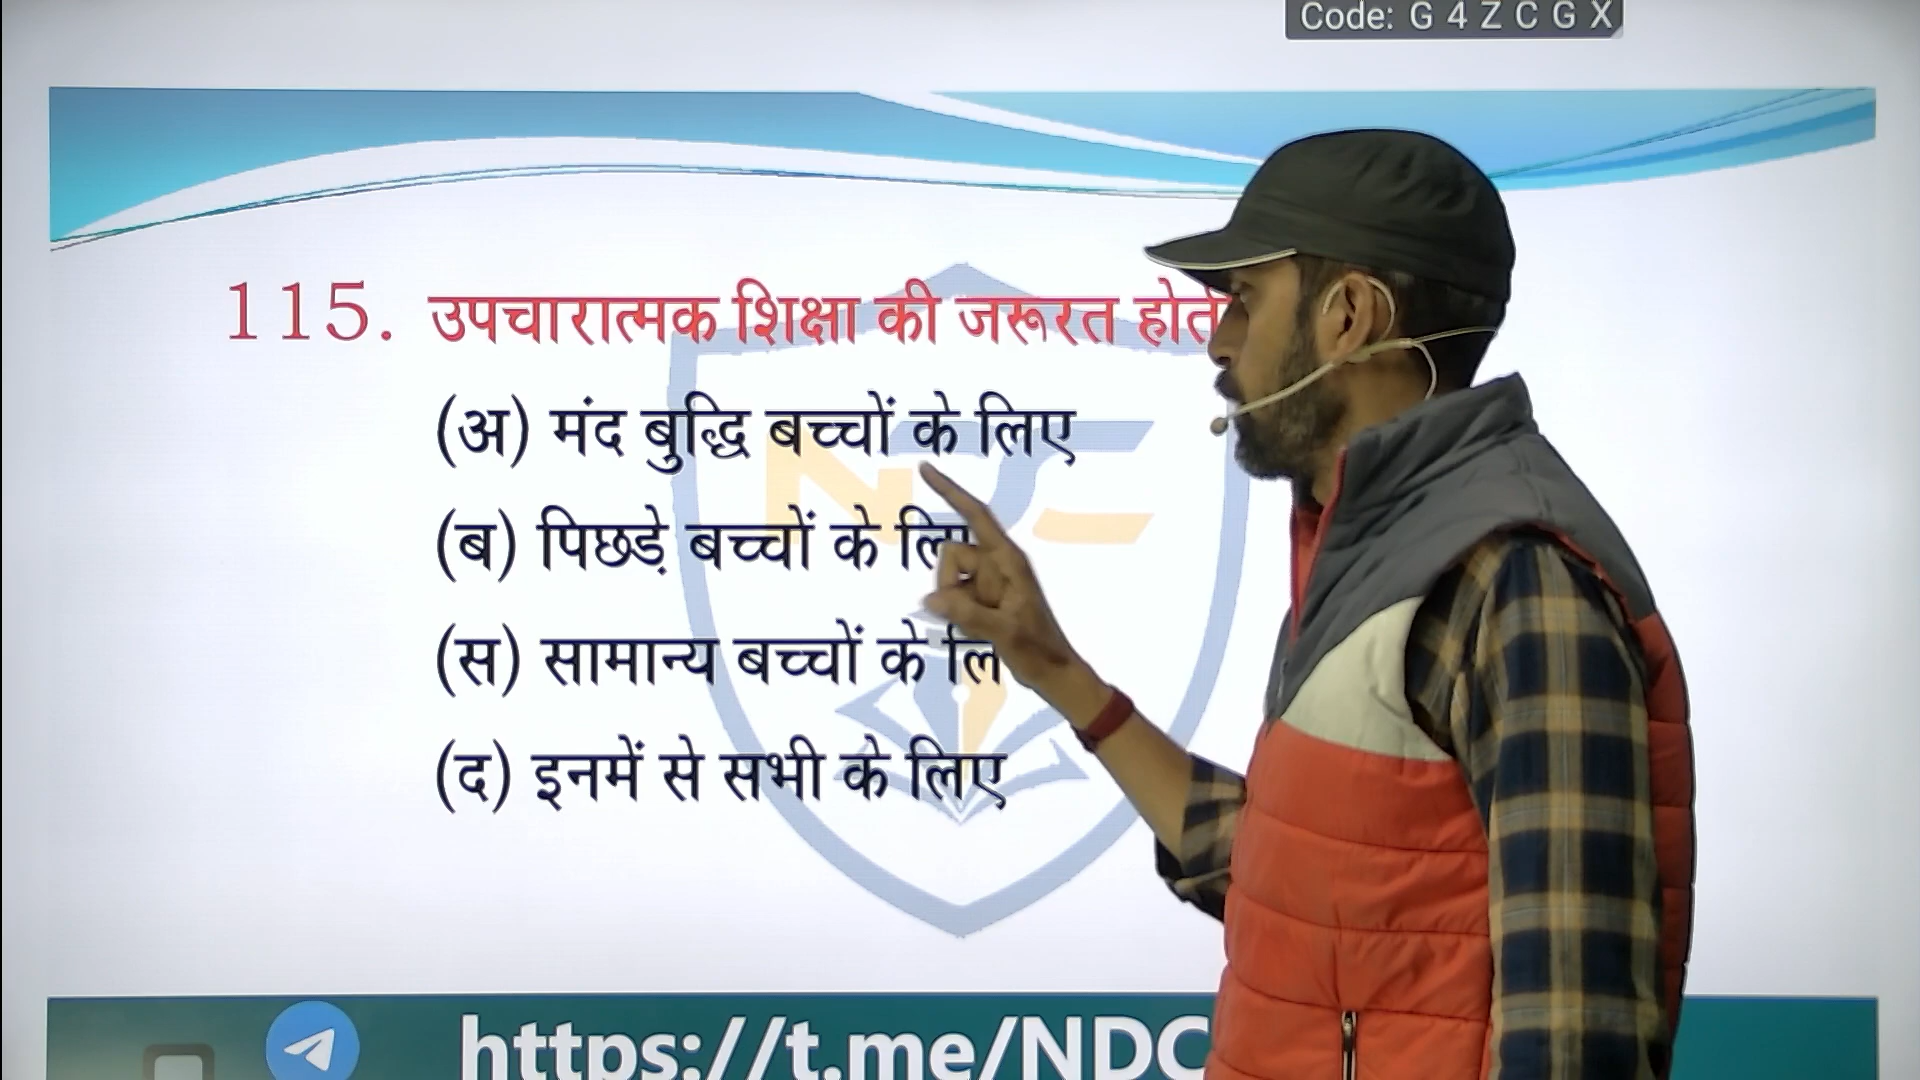 Code: G 4 Z C G X
115. उपचारात्मक शिक्षा की जरूरत
(अ) मंद बुद्धि बच्चों के लिए
(ब) पिछड़े बच्चों के
(स) सामान्य बच्चों के
(द) इनमें से सभी के लिए
https://t.me/NDC